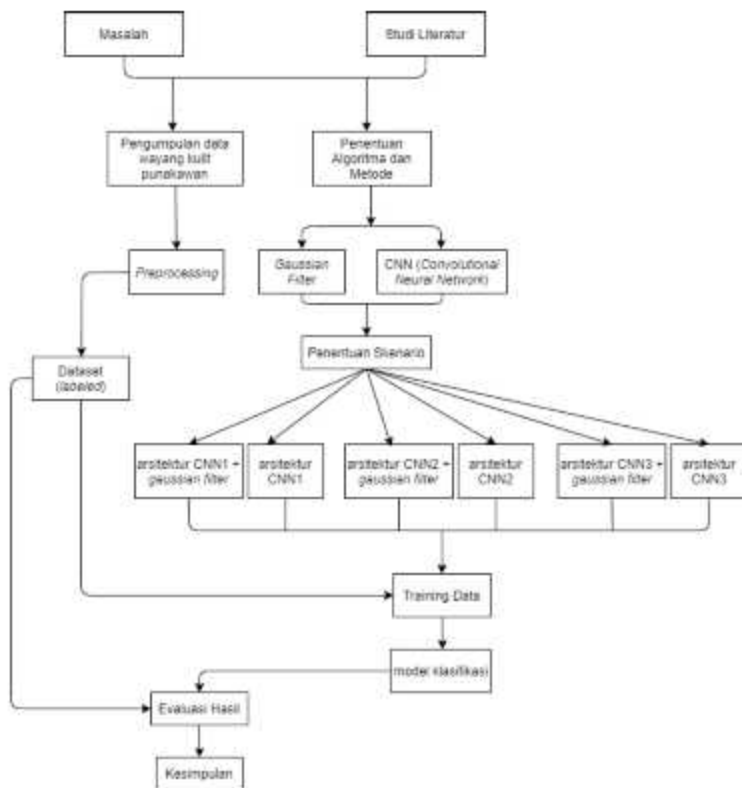 Masalah
Studi Literatur
Pengumpulan data
wayang kulit
punakawan
Penentuan
Algoritma dan
Metode
Preprocessing
Gaussian
Filter
CNN (Convolutional
Neural Network)
Penentuan Skenario
Dataset
(labeled)
arsitektur CNN1 +
gaussian filter
arsitektur
CNN1
arsitektur CNN2 +
gaussian filter
arsitektur
CNN2
arsitektur CNN3 +
gaussian filter
arsitektur
CNN3
Training Data
model klasifikasi
Evaluasi Hasil
Kesimpulan